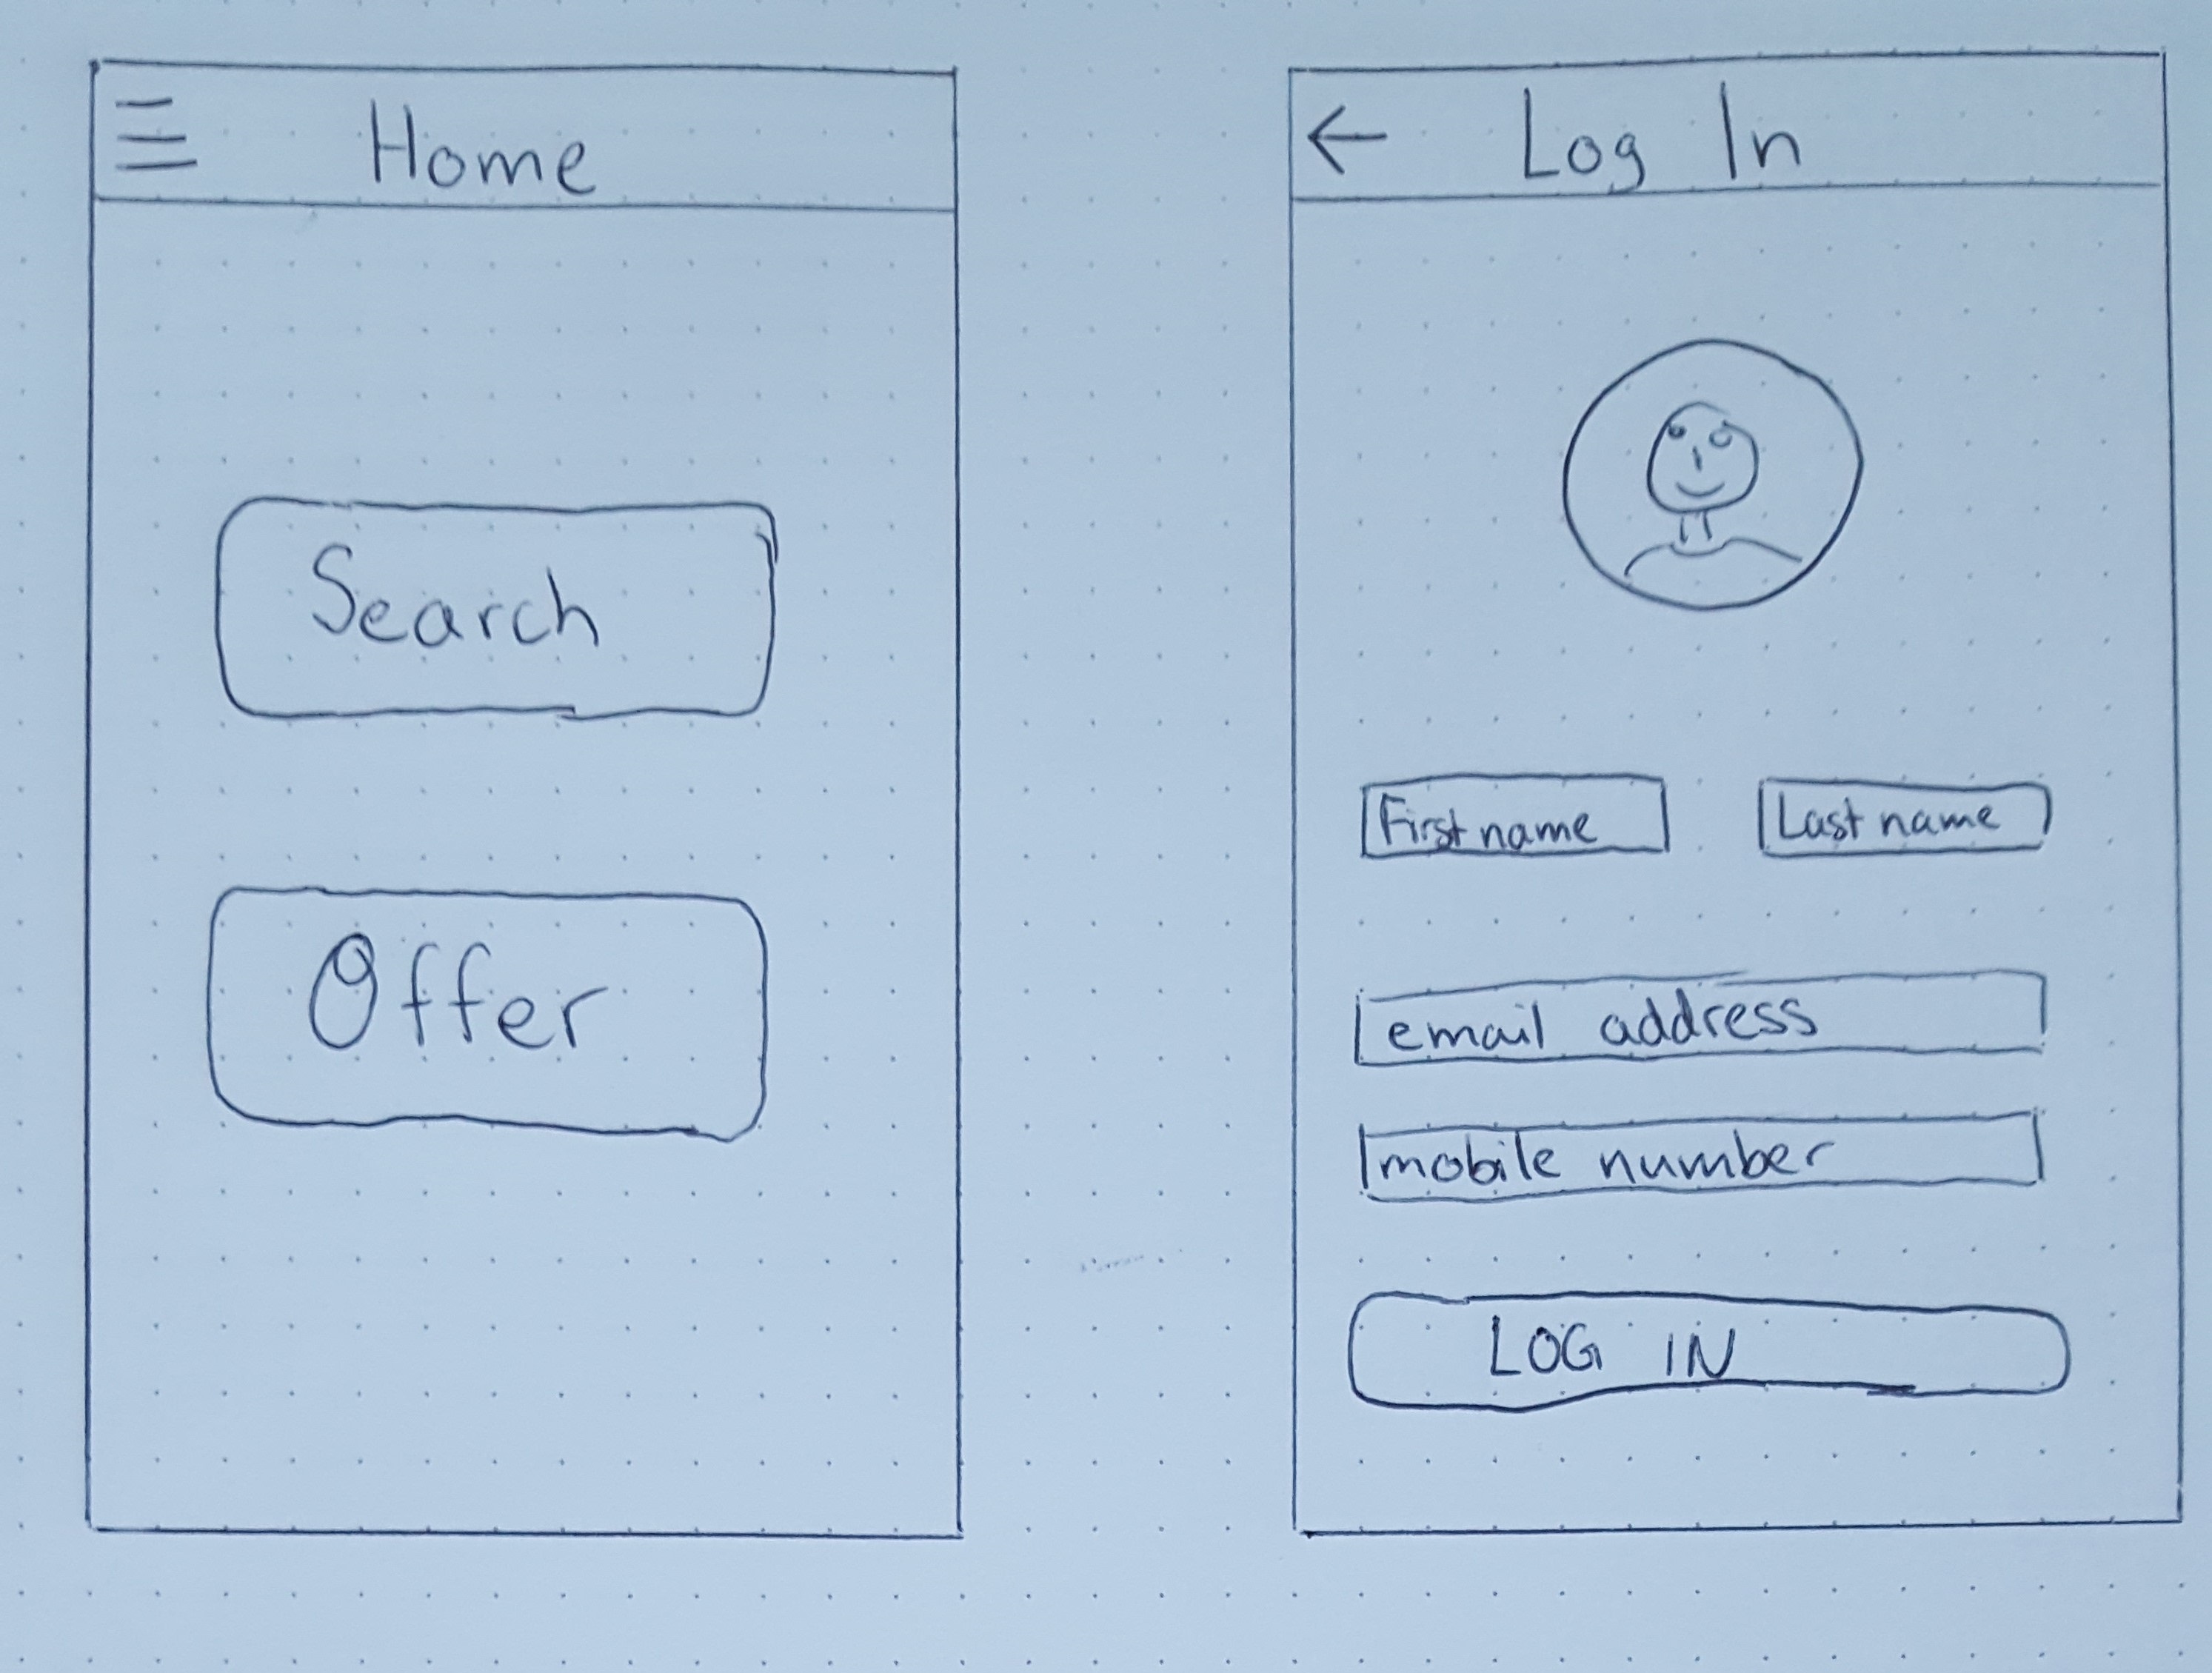 Home
Search
Offer
Log In
First name
Last name
email address
mobile number
LOG IN